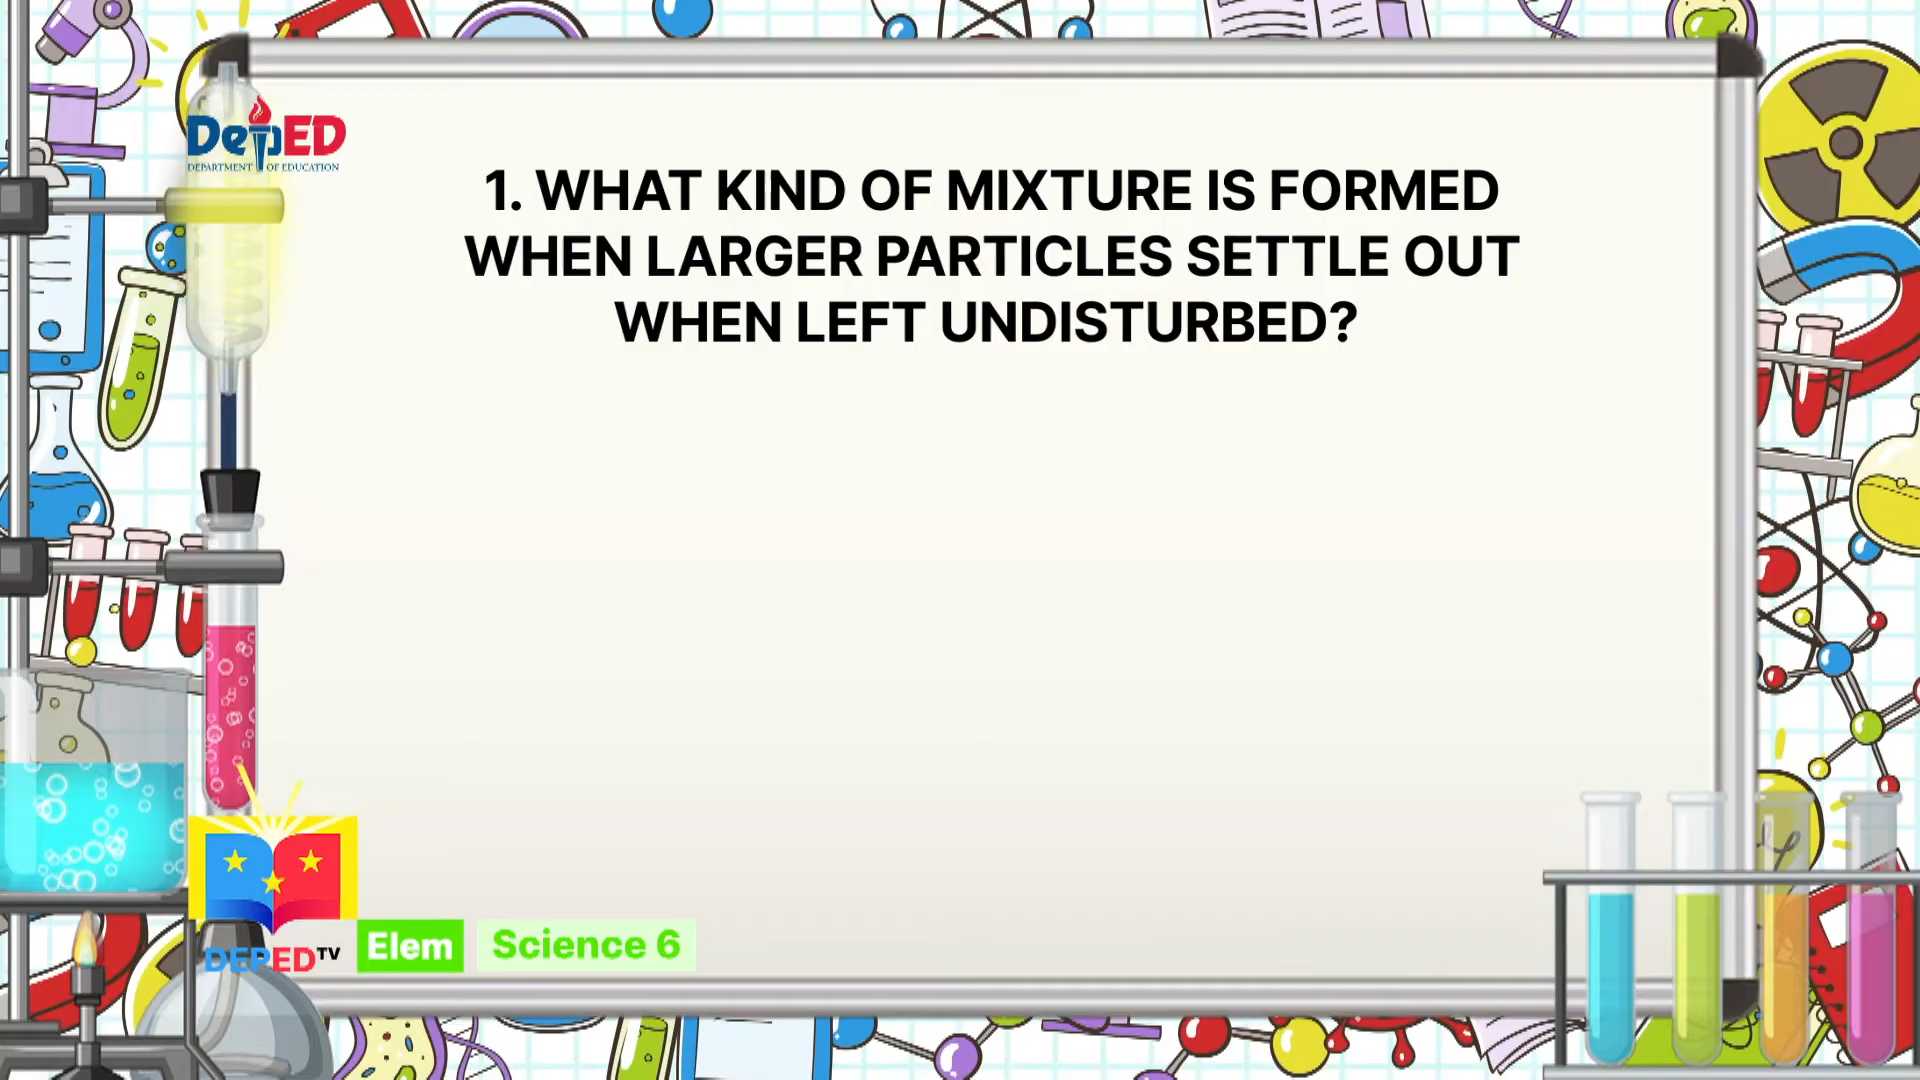 DepED
DEPARTMENT OF EDUCATION
1. WHAT KIND OF MIXTURE IS FORMED
WHEN LARGER PARTICLES SETTLE OUT
WHEN LEFT UNDISTURBED?
DEPED TV
Elem
Science 6